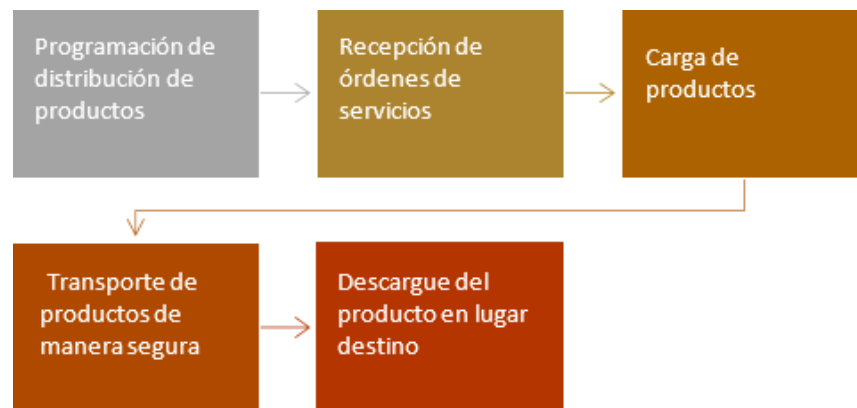 Programación de
distribución de
productos
Recepción de
órdenes de
servicios
Carga de
productos
Transporte de
productos de
manera segura
Descargue del
producto en lugar
destino